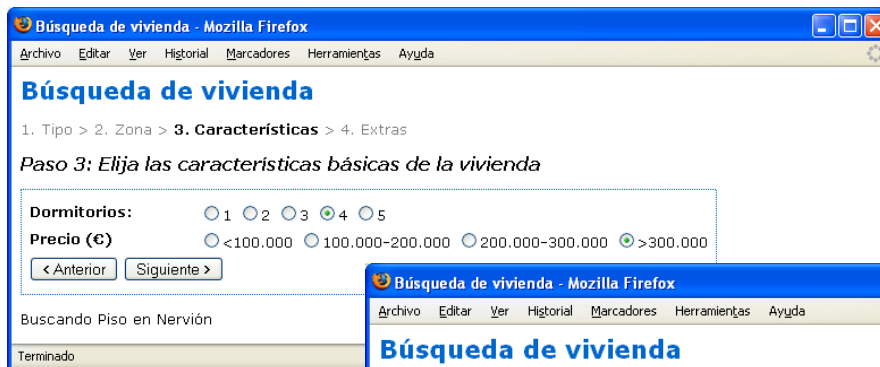 Búsqueda de vivienda - Mozilla Firefox
Archivo Editar Ver Historial Marcadores Herramientas Ayuda
Búsqueda de vivienda
1. Tipo > 2. Zona > 3. Características > 4. Extras
Paso 3: Elija las características básicas de la vivienda
Dormitorios: 1 2 3 4 5
Precio (€) <100.000 100.000-200.000 200.000-300.000 >300.000
< Anterior Siguiente >
Buscando Piso en Nervión
Terminado
Búsqueda de vivienda - Mozilla Firefox
Archivo Editar Ver Historial Marcadores Herramientas Ayuda
Búsqueda de vivienda